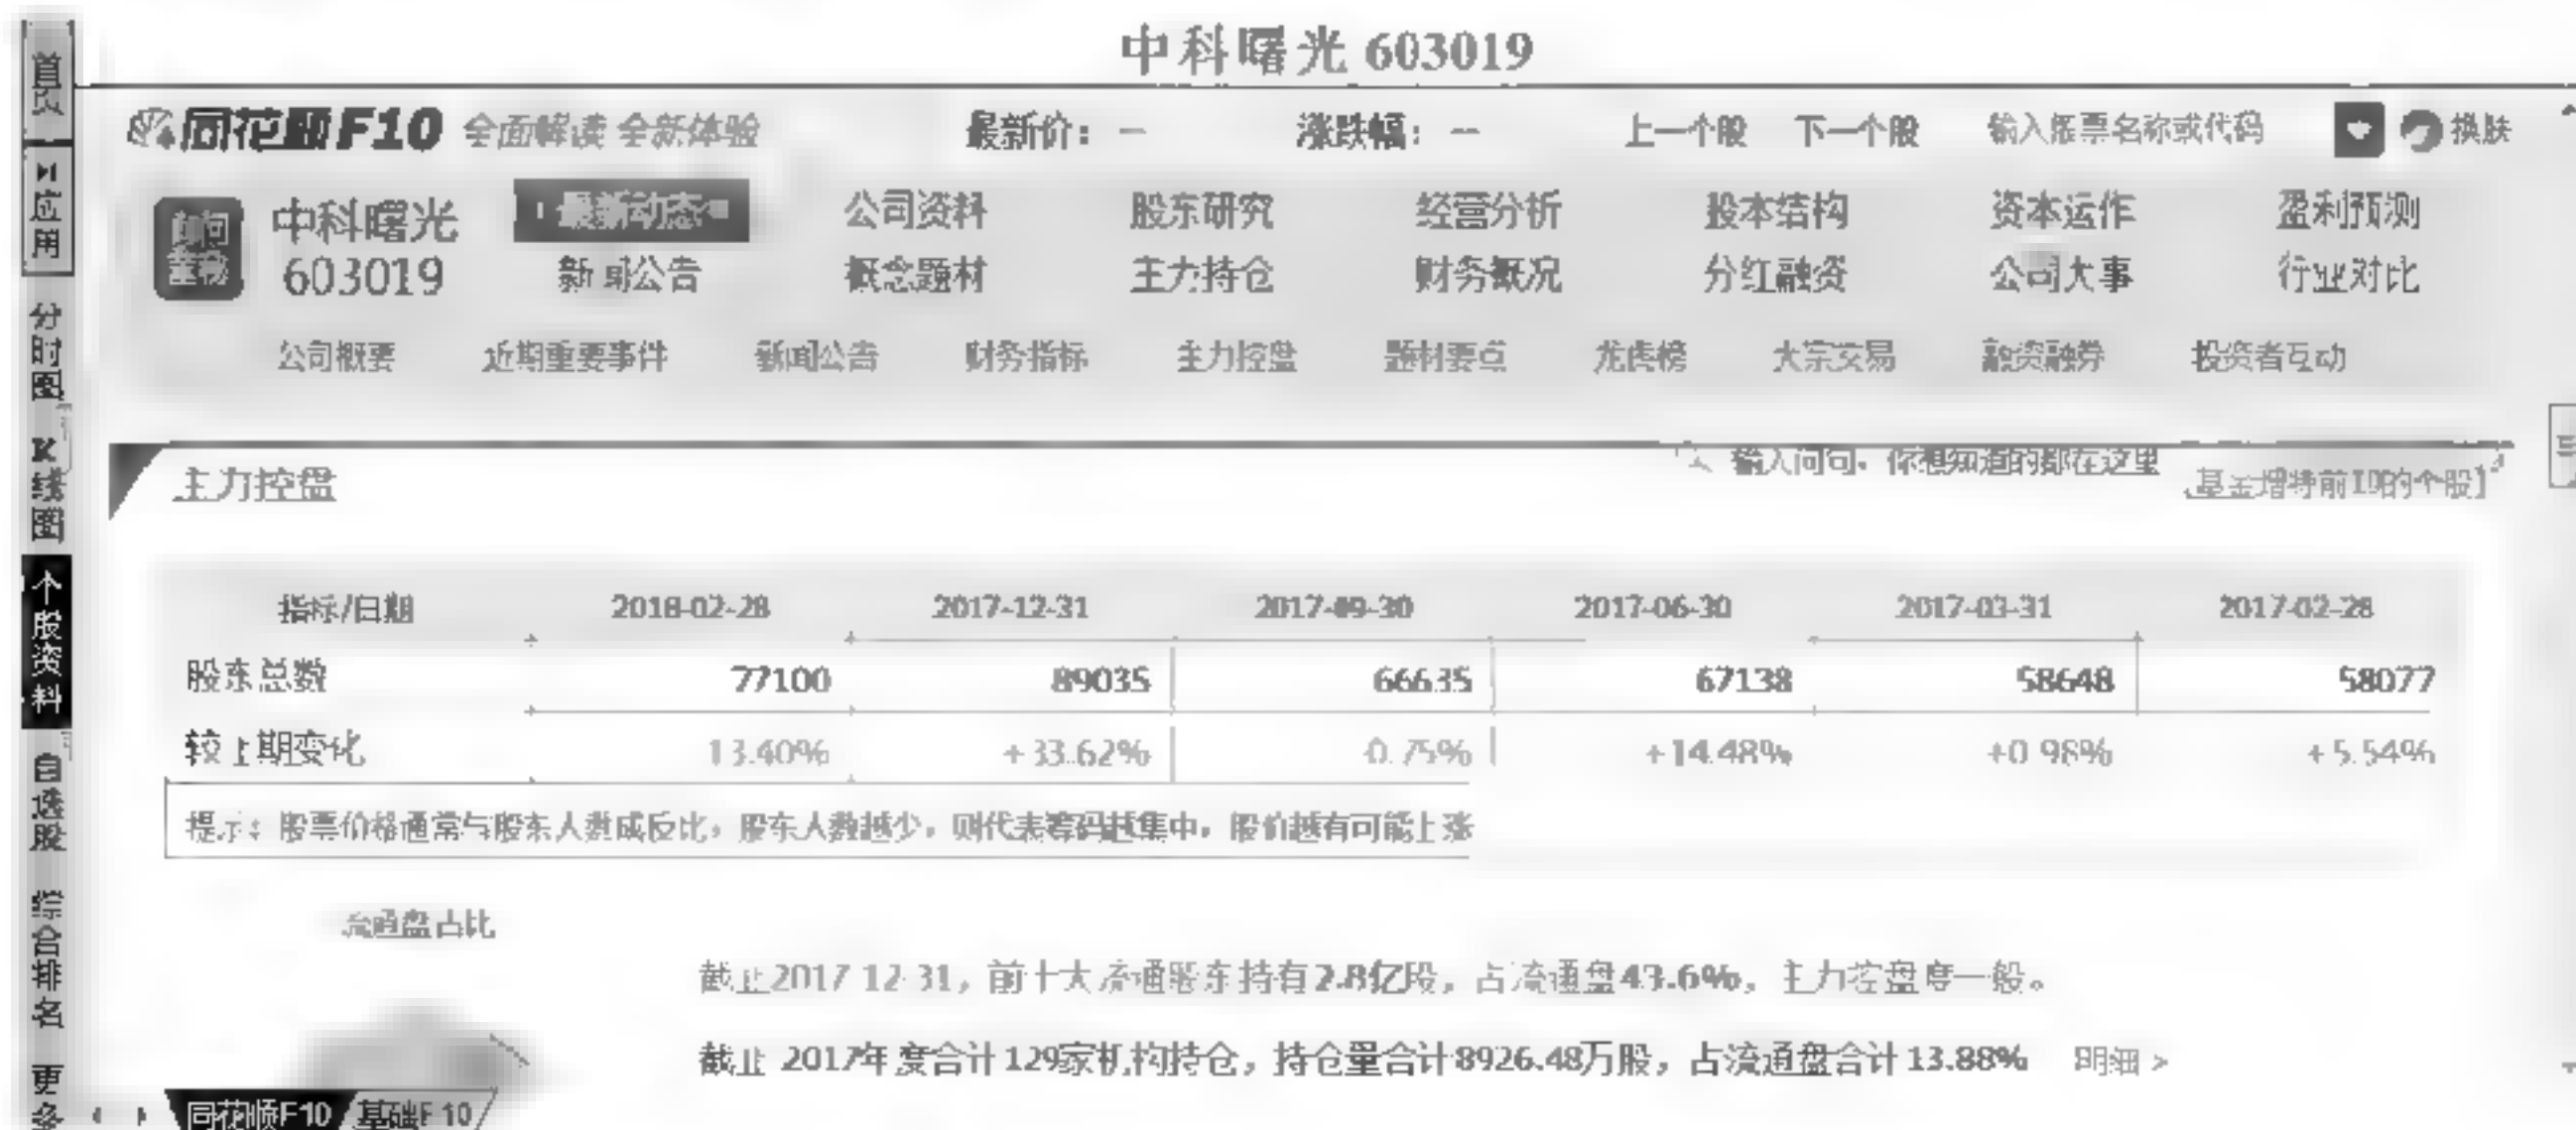 中科曙光 603019
首页
应用
分时图
K线图
个股资料
自选股
综合排名
更多
同花顺F10 全面解读 全新体验 最新价: -- 涨跌幅: -- 上一个股 下一个股 输入股票名称或代码 换肤
中科曙光 最新动态 公司资料 股东研究 经营分析 股本结构 资本运作 盈利预测
603019 新闻公告 概念题材 主力持仓 财务概况 分红融资 公司大事 行业对比
公司概要 近期重要事件 新闻公告 财务指标 主力控盘 题材要点 龙虎榜 大宗交易 融资融券 投资者互动
主力控盘 输入问句，你想知道的都在这里
基金增持前10的个股】
指标/日期 2018-02-28 2017-12-31 2017-09-30 2017-06-30 2017-03-31 2017-02-28
股东总数 77100 89035 66635 67138 58648 58077
较上期变化 13.40% +33.62% 0.75% +14.48% +0.98% +5.54%
提示：股票价格通常与股东人数成反比，股东人数越少，则代表筹码越集中，股价越有可能上涨
流通盘占比
截止2017-12-31，前十大流通股东持有2.8亿股，占流通盘43.6%，主力控盘度一般。
截止 2017年度合计129家机构持仓，持仓量合计8926.48万股，占流通盘合计13.88% 明细 >
同花顺F10 基础F10